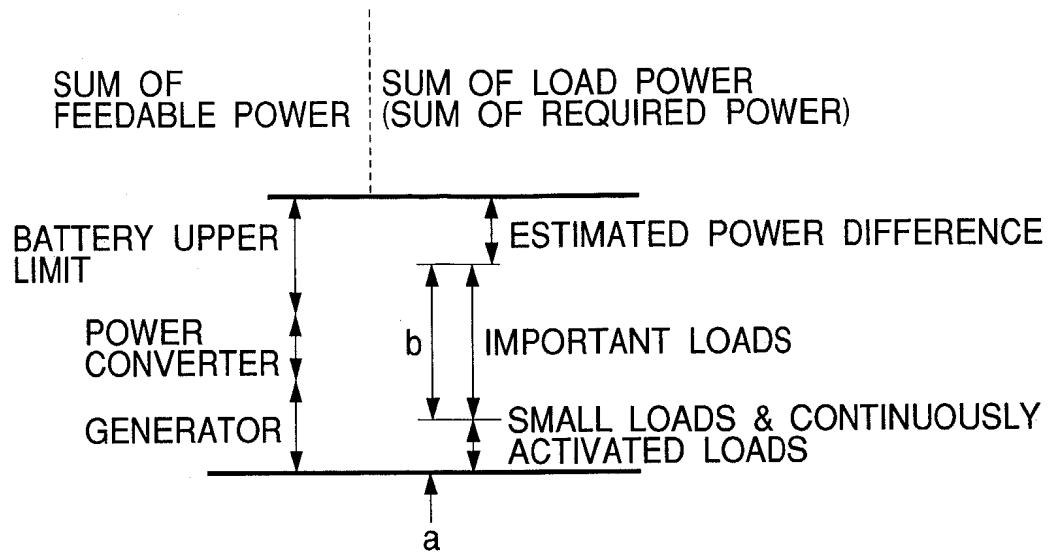 SUM OF
FEEDABLE POWER
SUM OF LOAD POWER
(SUM OF REQUIRED POWER)
BATTERY UPPER
LIMIT
ESTIMATED POWER DIFFERENCE
POWER
CONVERTER
b
IMPORTANT LOADS
GENERATOR
SMALL LOADS & CONTINUOUSLY
ACTIVATED LOADS
a